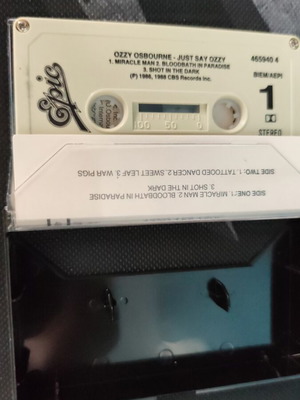 OZZY OSBOURNE - JUST SAY OZZY
465940 4
1. MIRACLE MAN 2. BLOODBATH IN PARADISE
3. SHOT IN THE DARK
BIEM/AEPI
℗ 1986, 1988 CBS Records Inc.
Epic
1
100 50 0
STEREO
SIDE ONE: 1. MIRACLE MAN 2. BLOODBATH IN PARADISE
3. SHOT IN THE DARK
SIDE TWO: 1. TATTOOED DANCER 2. SWEET LEAF 3. WAR PIGS